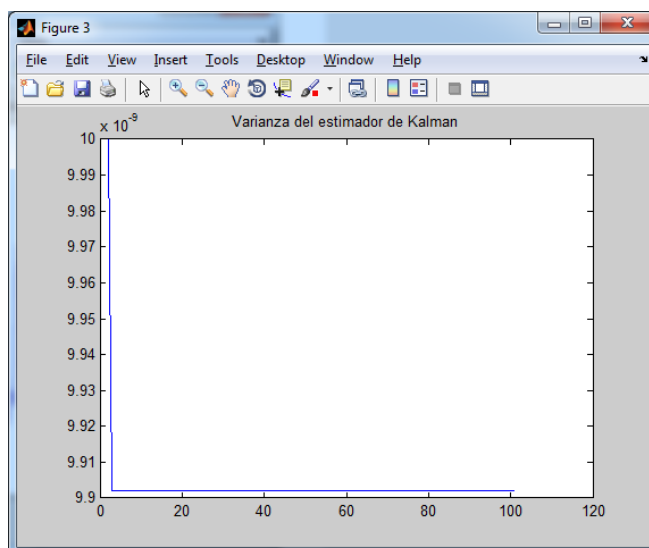 Figure 3
File Edit View Insert Tools Desktop Window Help
x 10^-9
Varianza del estimador de Kalman
10
9.99
9.98
9.97
9.96
9.95
9.94
9.93
9.92
9.91
9.9
0 20 40 60 80 100 120